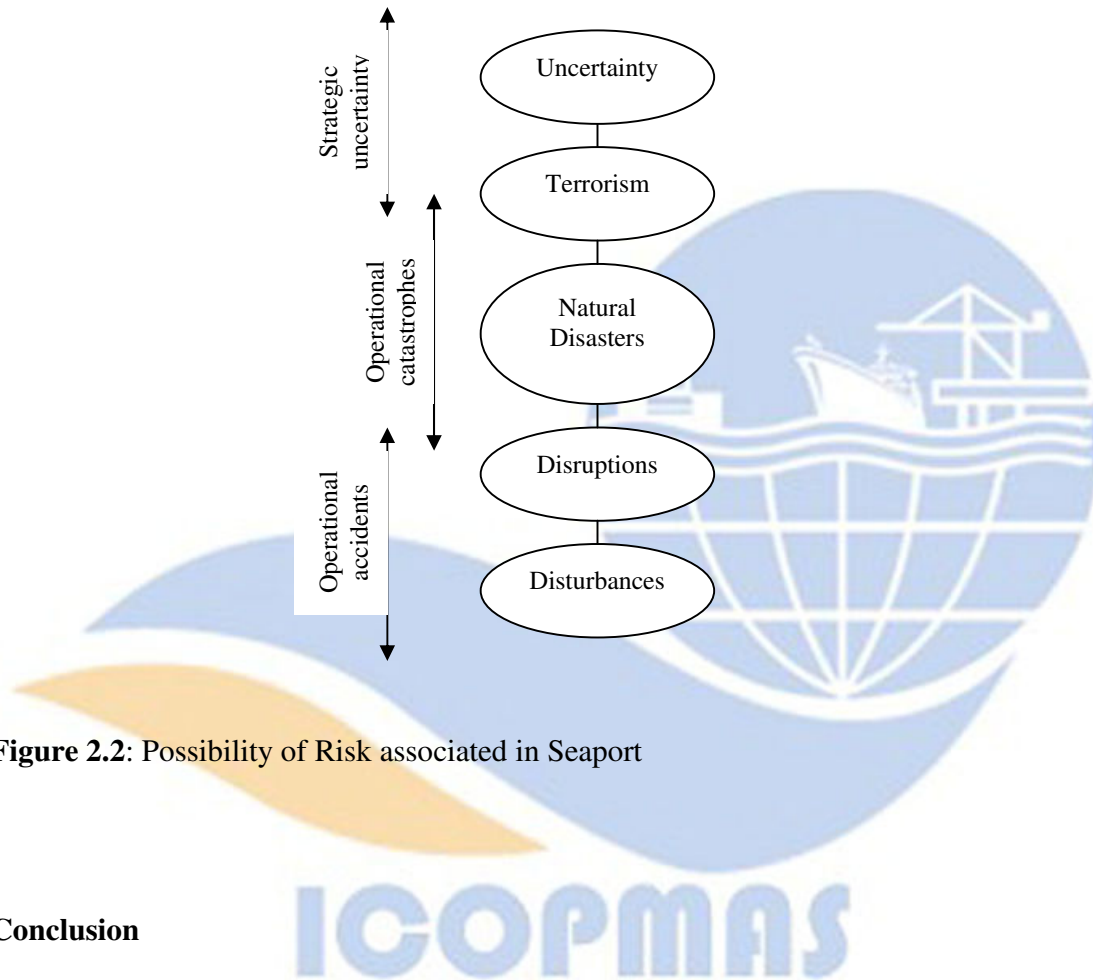 Strategic
uncertainty
Uncertainty
Terrorism
Operational
catastrophes
Natural
Disasters
Operational
accidents
Disruptions
Disturbances
Figure 2.2: Possibility of Risk associated in Seaport
Conclusion
ICOPMAS